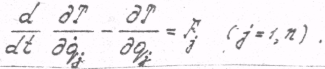 d/dt ∂T/∂q̇_j − ∂T/∂q_j = F_j (j=1,n).